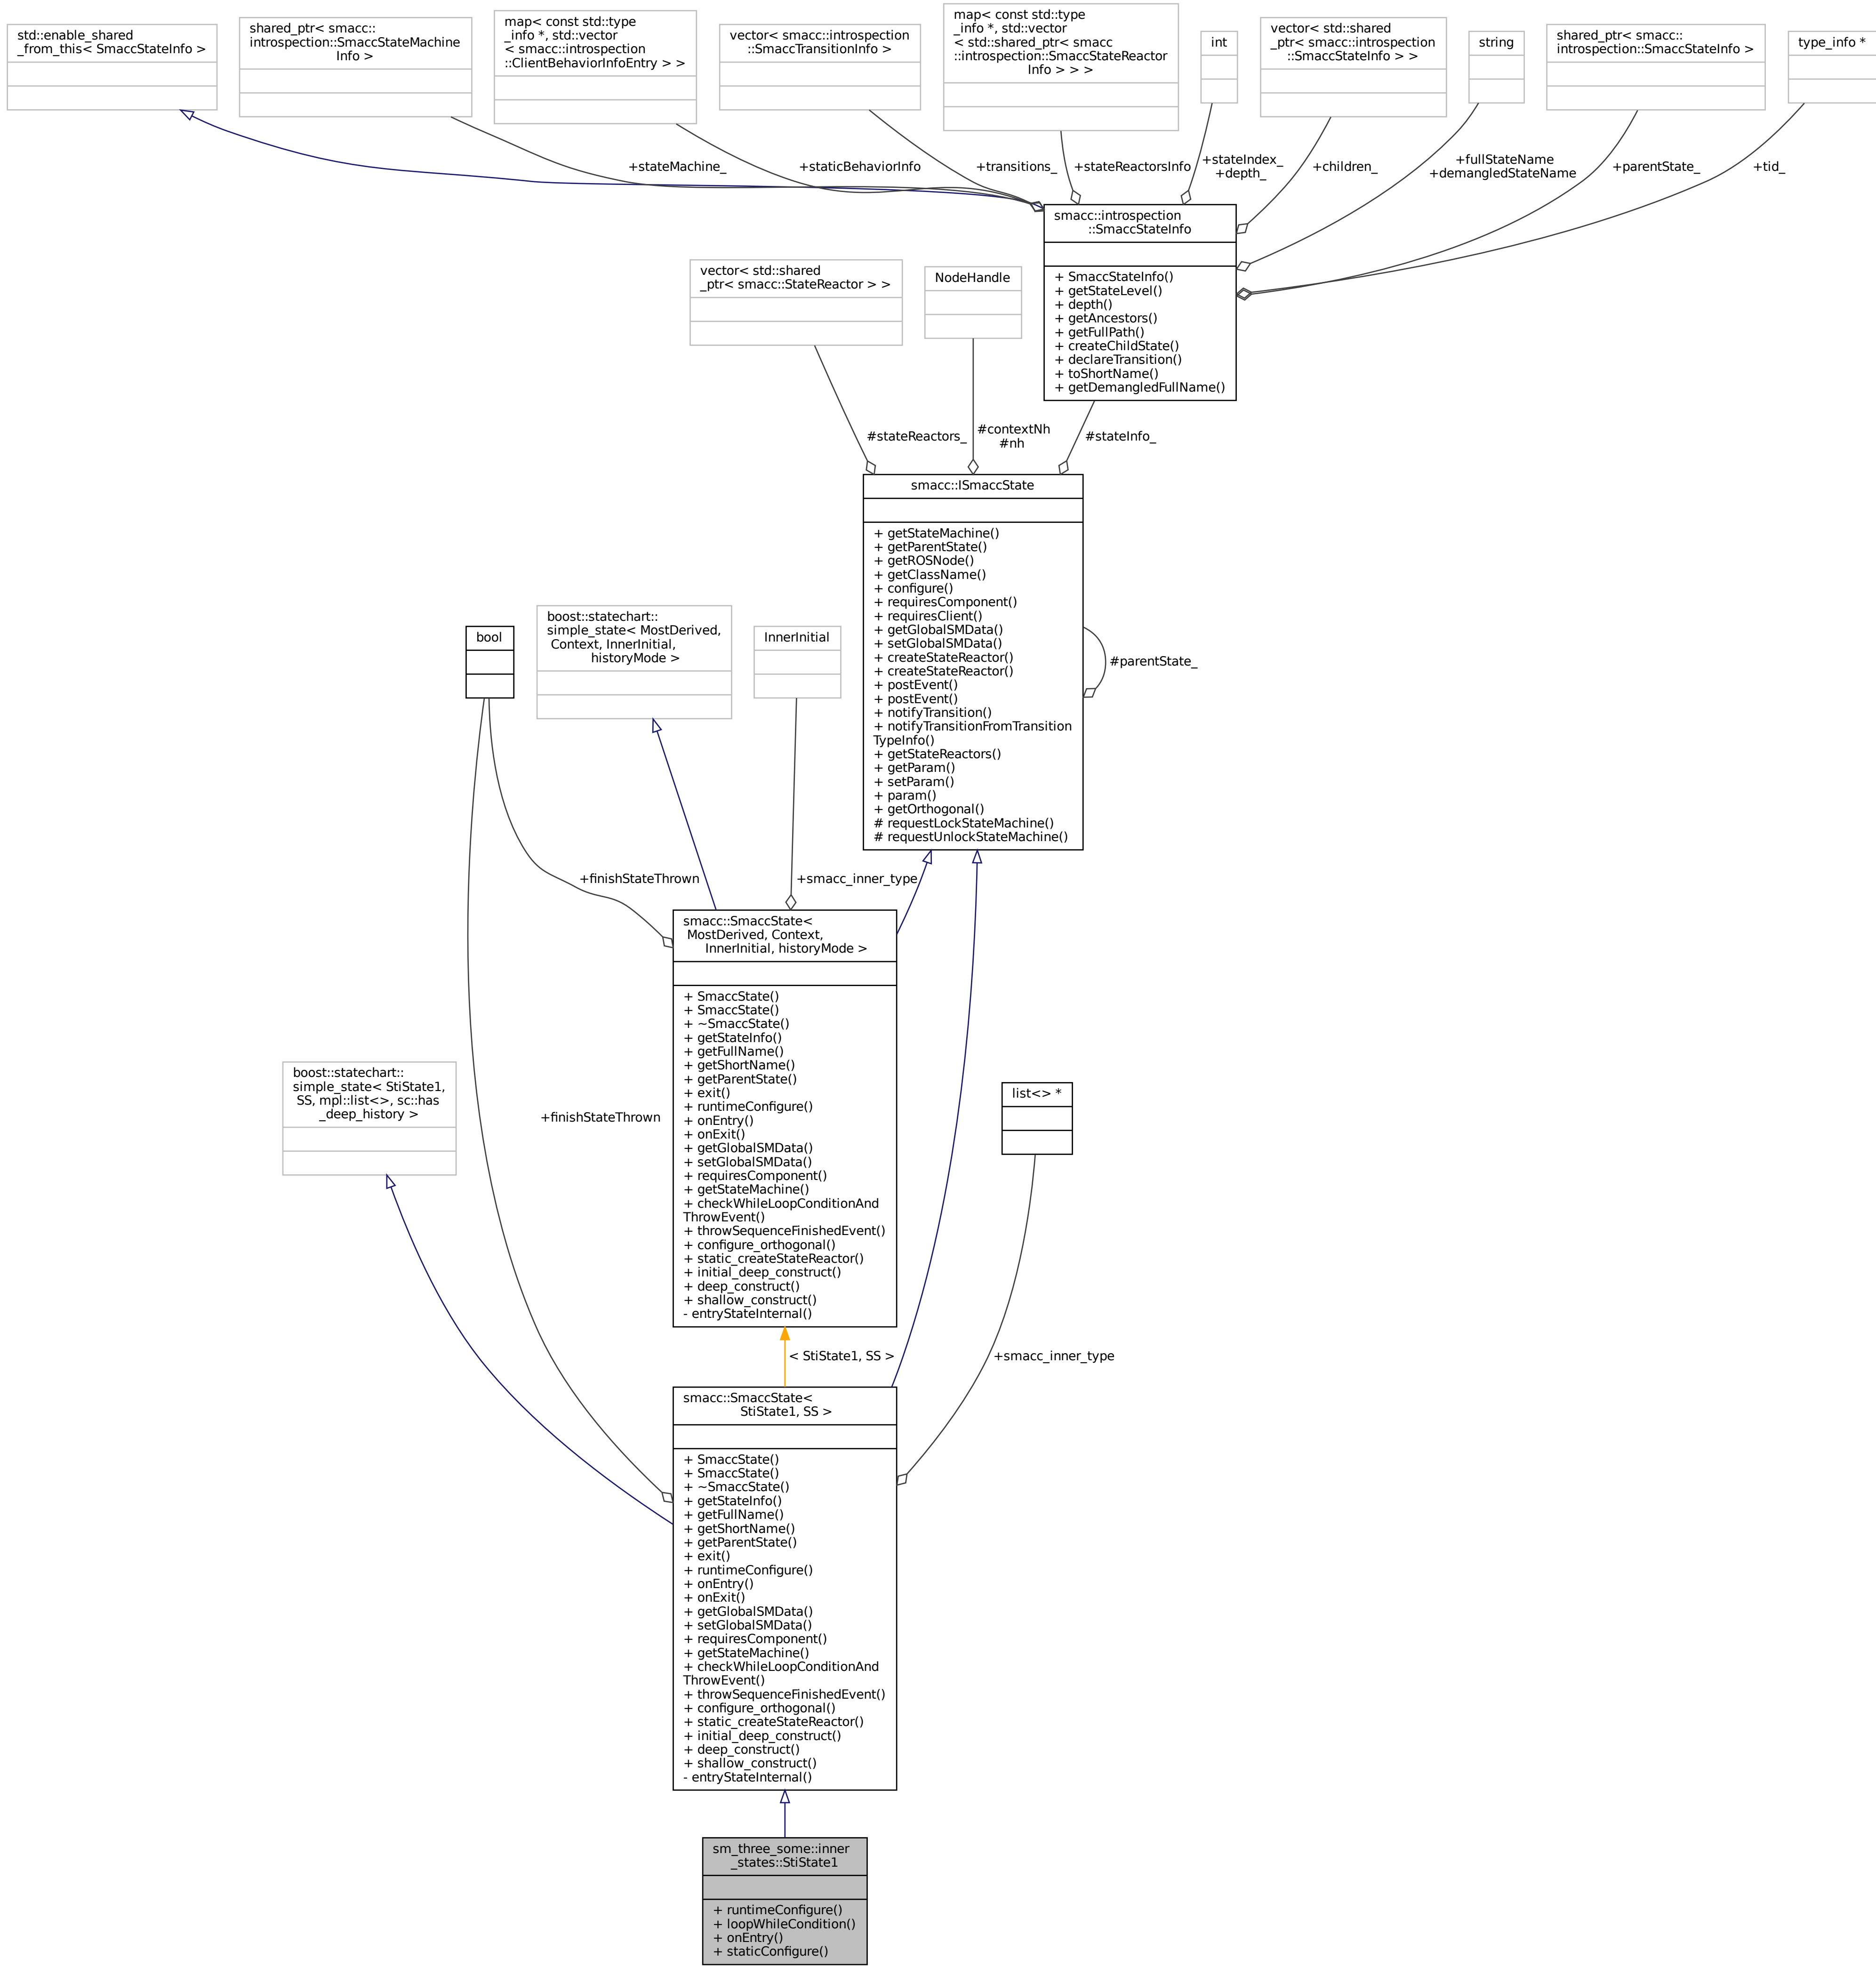 std::enable_shared
_from_this< SmaccStateInfo >
shared_ptr< smacc::
introspection::SmaccStateMachine
Info >
map< const std::type
_info *, std::vector
< smacc::introspection
::ClientBehaviorInfoEntry > >
vector< smacc::introspection
::SmaccTransitionInfo >
map< const std::type
_info *, std::vector
< std::shared_ptr< smacc
::introspection::SmaccStateReactor
Info > > >
int
vector< std::shared
_ptr< smacc::introspection
::SmaccStateInfo > >
string
shared_ptr< smacc::
introspection::SmaccStateInfo >
type_info *
+stateMachine_
+staticBehaviorInfo
+transitions_
+stateReactorsInfo
+stateIndex_
+depth_
+children_
+fullStateName
+demangledStateName
+parentState_
+tid_
smacc::introspection
::SmaccStateInfo
+ SmaccStateInfo()
+ getStateLevel()
+ depth()
+ getAncestors()
+ getFullPath()
+ createChildState()
+ declareTransition()
+ toShortName()
+ getDemangledFullName()
vector< std::shared
_ptr< smacc::StateReactor > >
NodeHandle
#stateReactors_
#contextNh
#nh
#stateInfo_
smacc::ISmaccState
+ getStateMachine()
+ getParentState()
+ getROSNode()
+ getClassName()
+ configure()
+ requiresComponent()
+ requiresClient()
+ getGlobalSMData()
+ setGlobalSMData()
+ createStateReactor()
+ createStateReactor()
+ postEvent()
+ postEvent()
+ notifyTransition()
+ notifyTransitionFromTransition
TypeInfo()
+ getStateReactors()
+ getParam()
+ setParam()
+ param()
+ getOrthogonal()
# requestLockStateMachine()
# requestUnlockStateMachine()
#parentState_
bool
boost::statechart::
simple_state< MostDerived,
Context, InnerInitial,
historyMode >
InnerInitial
+finishStateThrown
+smacc_inner_type
smacc::SmaccState<
MostDerived, Context,
InnerInitial, historyMode >
+ SmaccState()
+ SmaccState()
+ ~SmaccState()
+ getStateInfo()
+ getFullName()
+ getShortName()
+ getParentState()
+ exit()
+ runtimeConfigure()
+ onEntry()
+ onExit()
+ getGlobalSMData()
+ setGlobalSMData()
+ requiresComponent()
+ getStateMachine()
+ checkWhileLoopConditionAnd
ThrowEvent()
+ throwSequenceFinishedEvent()
+ configure_orthogonal()
+ static_createStateReactor()
+ initial_deep_construct()
+ deep_construct()
+ shallow_construct()
- entryStateInternal()
boost::statechart::
simple_state< StiState1,
SS, mpl::list<>, sc::has
_deep_history >
+finishStateThrown
list<> *
< StiState1, SS >
+smacc_inner_type
smacc::SmaccState<
StiState1, SS >
+ SmaccState()
+ SmaccState()
+ ~SmaccState()
+ getStateInfo()
+ getFullName()
+ getShortName()
+ getParentState()
+ exit()
+ runtimeConfigure()
+ onEntry()
+ onExit()
+ getGlobalSMData()
+ setGlobalSMData()
+ requiresComponent()
+ getStateMachine()
+ checkWhileLoopConditionAnd
ThrowEvent()
+ throwSequenceFinishedEvent()
+ configure_orthogonal()
+ static_createStateReactor()
+ initial_deep_construct()
+ deep_construct()
+ shallow_construct()
- entryStateInternal()
sm_three_some::inner
_states::StiState1
+ runtimeConfigure()
+ loopWhileCondition()
+ onEntry()
+ staticConfigure()